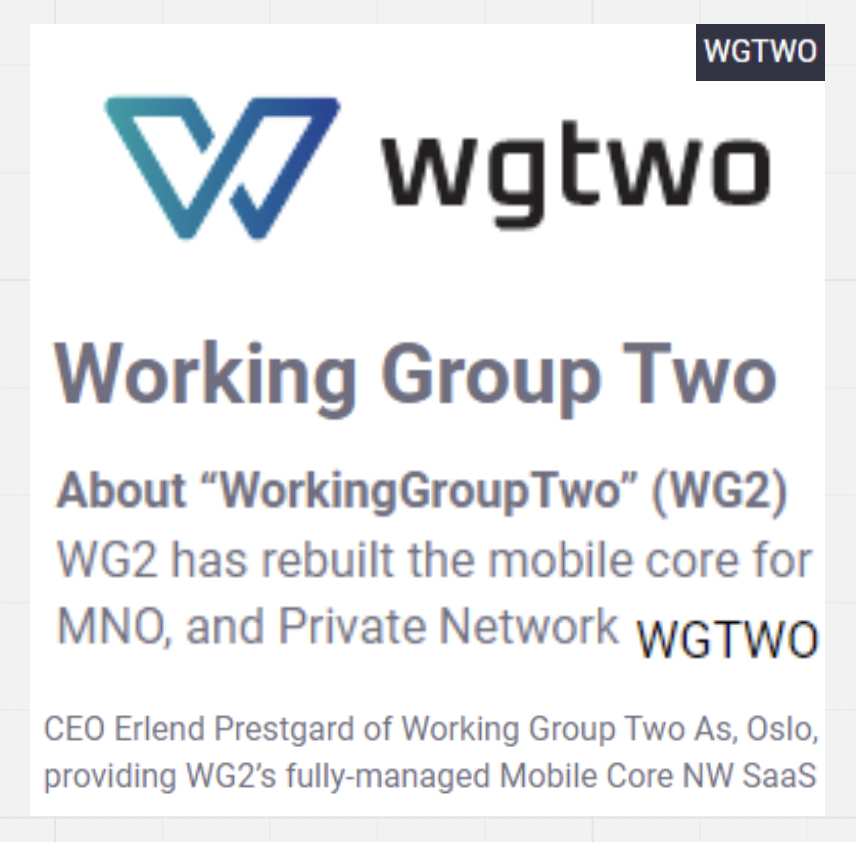 WGTWO
wgtwo
Working Group Two
About “WorkingGroupTwo” (WG2)
WG2 has rebuilt the mobile core for
MNO, and Private Network WGTWO
CEO Erlend Prestgard of Working Group Two As, Oslo,
providing WG2’s fully-managed Mobile Core NW SaaS